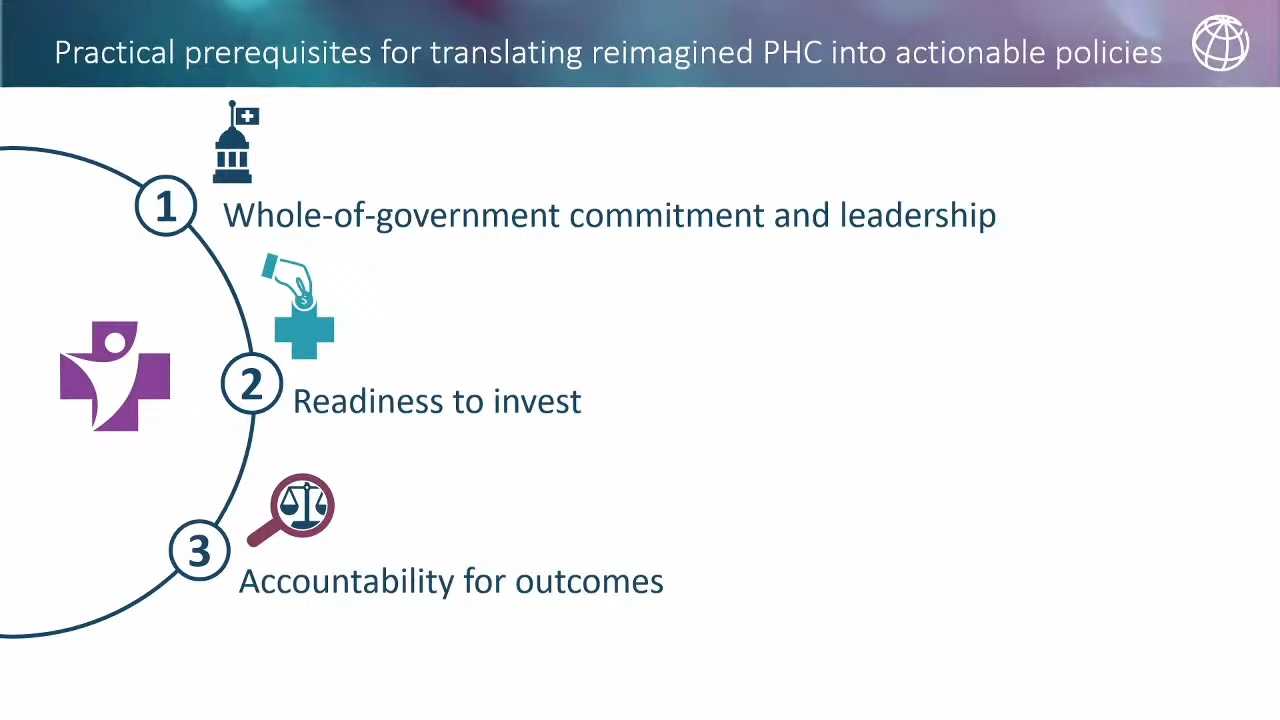 Practical prerequisites for translating reimagined PHC into actionable policies
1
Whole-of-government commitment and leadership
$
2
Readiness to invest
3
Accountability for outcomes